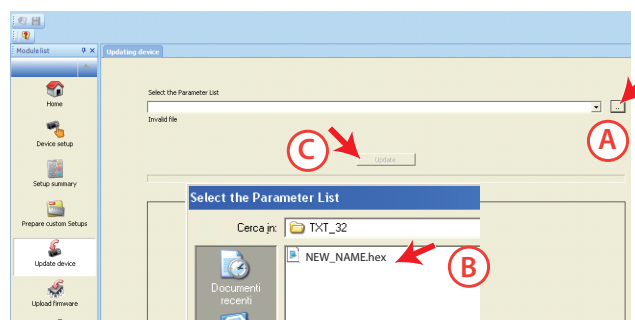 Module list
Updating device
Home
Device setup
Setup summary
Prepare custom Setups
Update device
Upload firmware
Select the Parameter List
..
Invalid file
A
C
Update
Select the Parameter List
Cerca in:
TXT_32
NEW_NAME.hex
B
Documenti
recenti